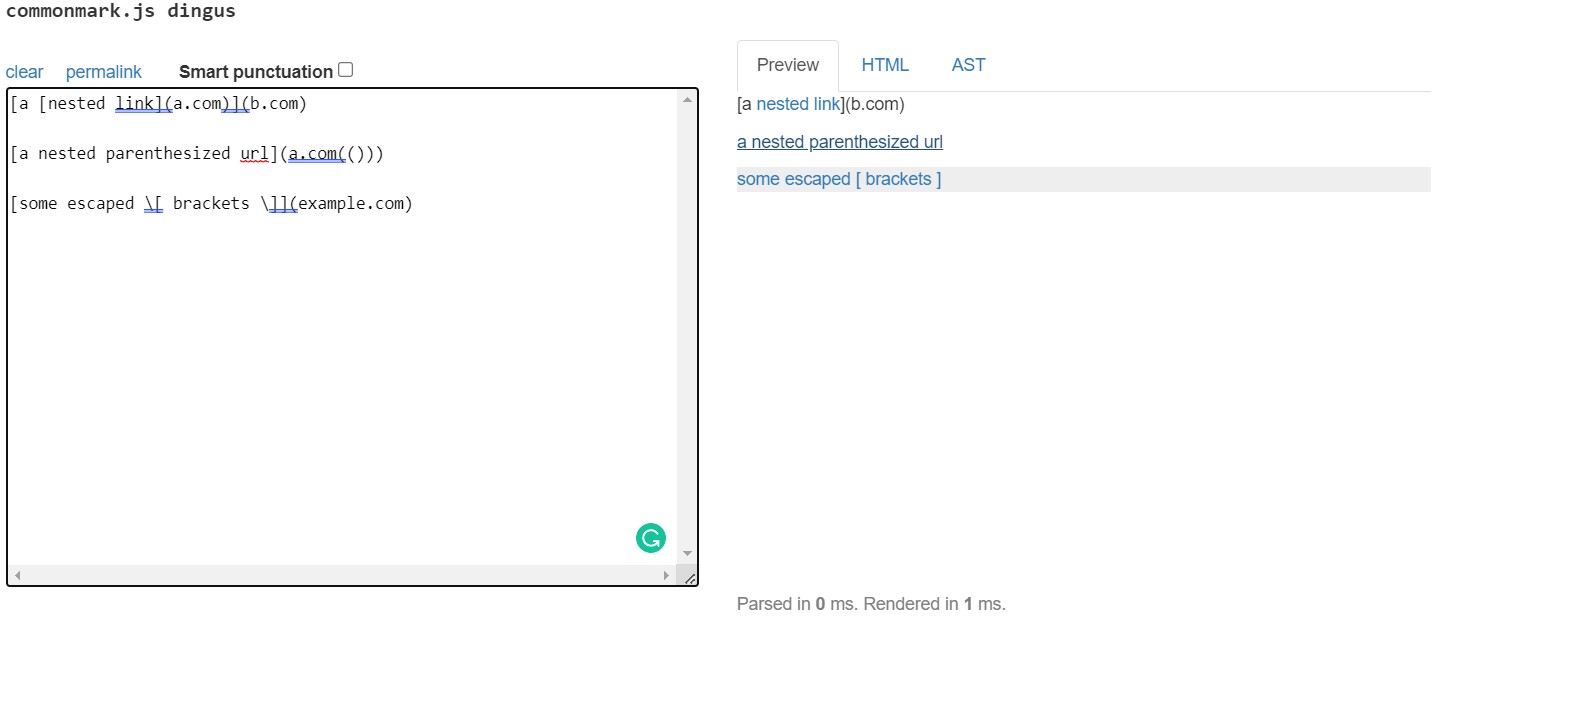 commonmark.js dingus
clear permalink Smart punctuation
[a [nested link](a.com)](b.com)
[a nested parenthesized url](a.com(()))
[some escaped \[ brackets \]](example.com)
Preview HTML AST
[a nested link](b.com)
a nested parenthesized url
some escaped [ brackets ]
Parsed in 0 ms. Rendered in 1 ms.